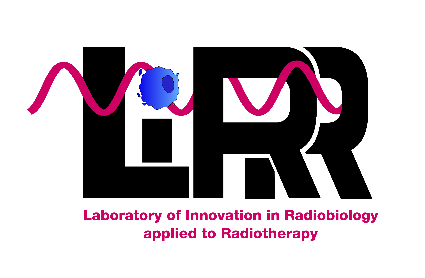 LiRR
Laboratory of Innovation in Radiobiology
applied to Radiotherapy